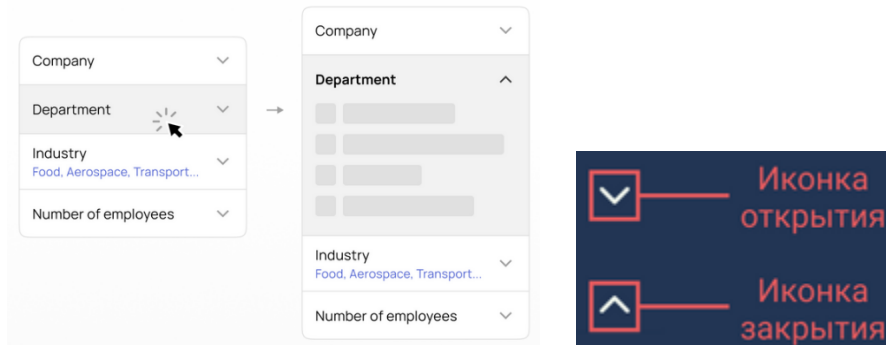 Company
Department
Industry
Food, Aerospace, Transport...
Number of employees
Company
Department
Industry
Food, Aerospace, Transport...
Number of employees
Иконка
открытия
Иконка
закрытия